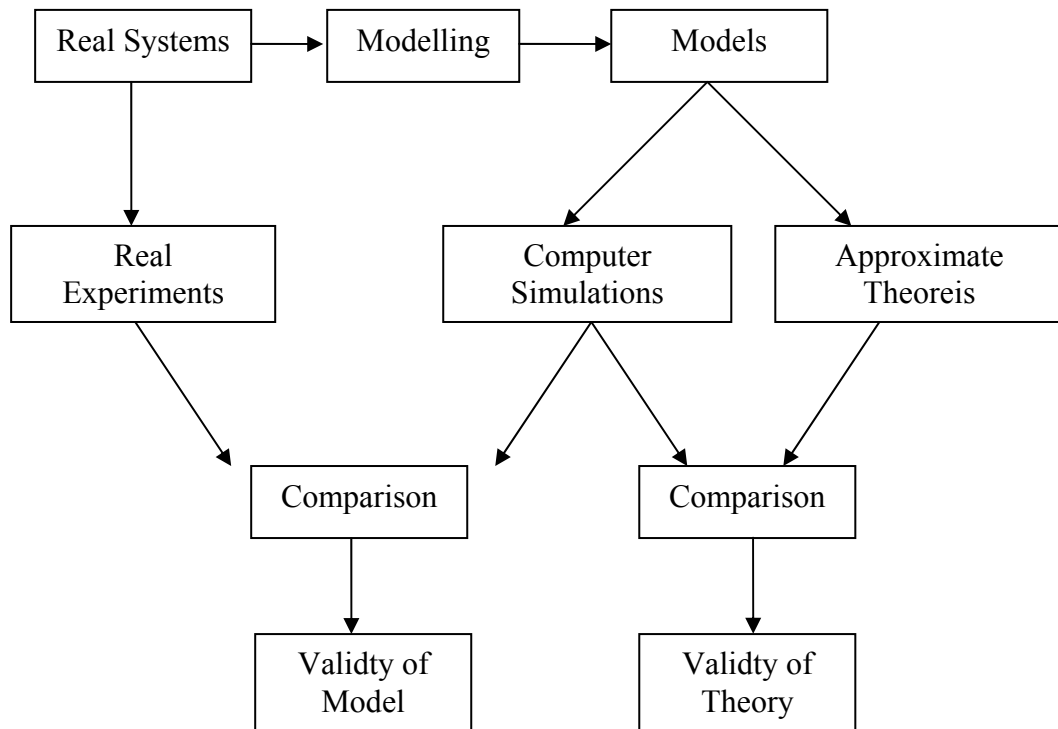 Real Systems
Modelling
Models
Real
Experiments
Computer
Simulations
Approximate
Theoreis
Comparison
Comparison
Validty of
Model
Validty of
Theory